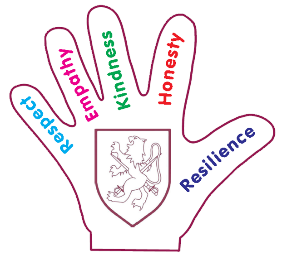 Respect
Empathy
Kindness
Honesty
Resilience